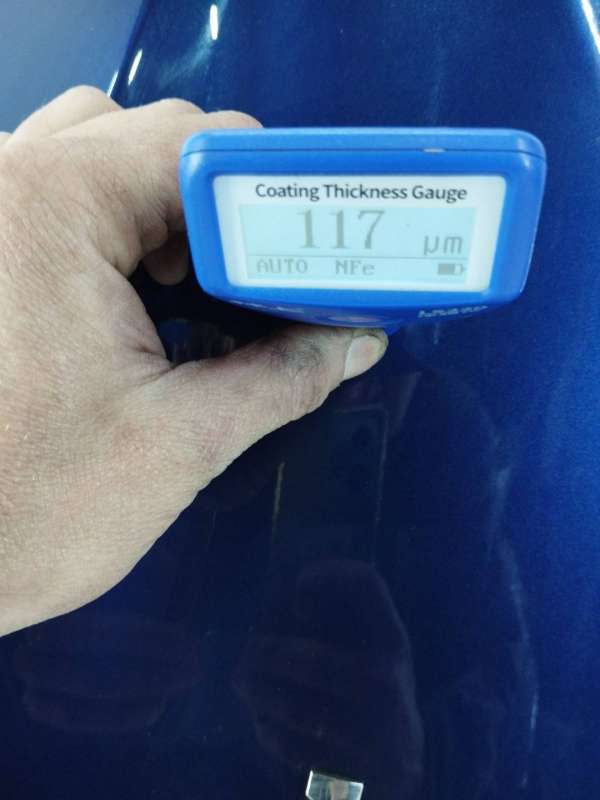 Coating Thickness Gauge
117 µm
AUTO NFe